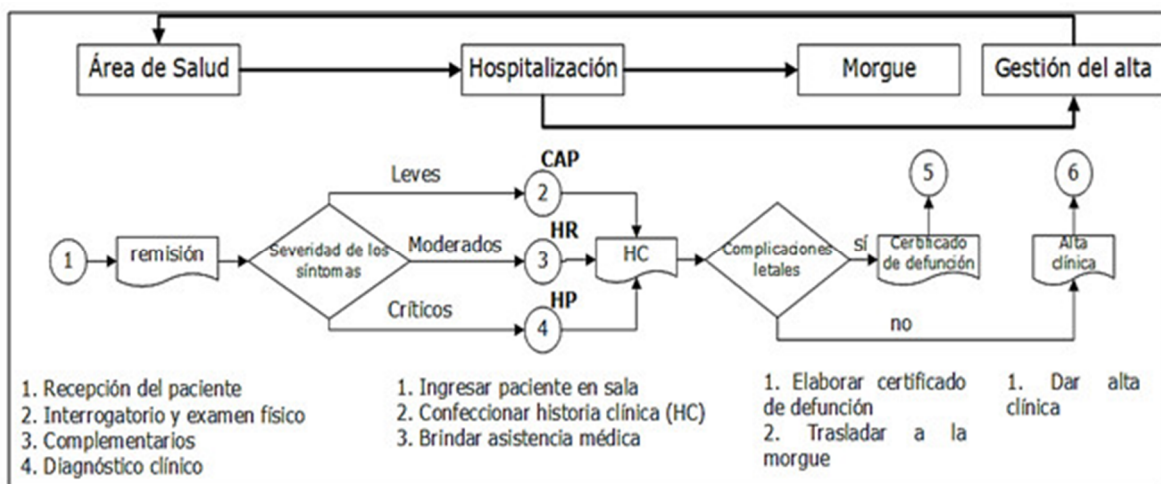 Área de Salud
Hospitalización
Morgue
Gestión del alta
CAP
5
6
Leves
2
HR
1
remisión
Severidad de los
síntomas
Moderados
3
HC
Complicaciones
letales
sí
Certificado
de defunción
Alta
clínica
HP
Críticos
4
no
1. Recepción del paciente
2. Interrogatorio y examen físico
3. Complementarios
4. Diagnóstico clínico
1. Ingresar paciente en sala
2. Confeccionar historia clínica (HC)
3. Brindar asistencia médica
1. Elaborar certificado
de defunción
2. Trasladar a la
morgue
1. Dar alta
clínica